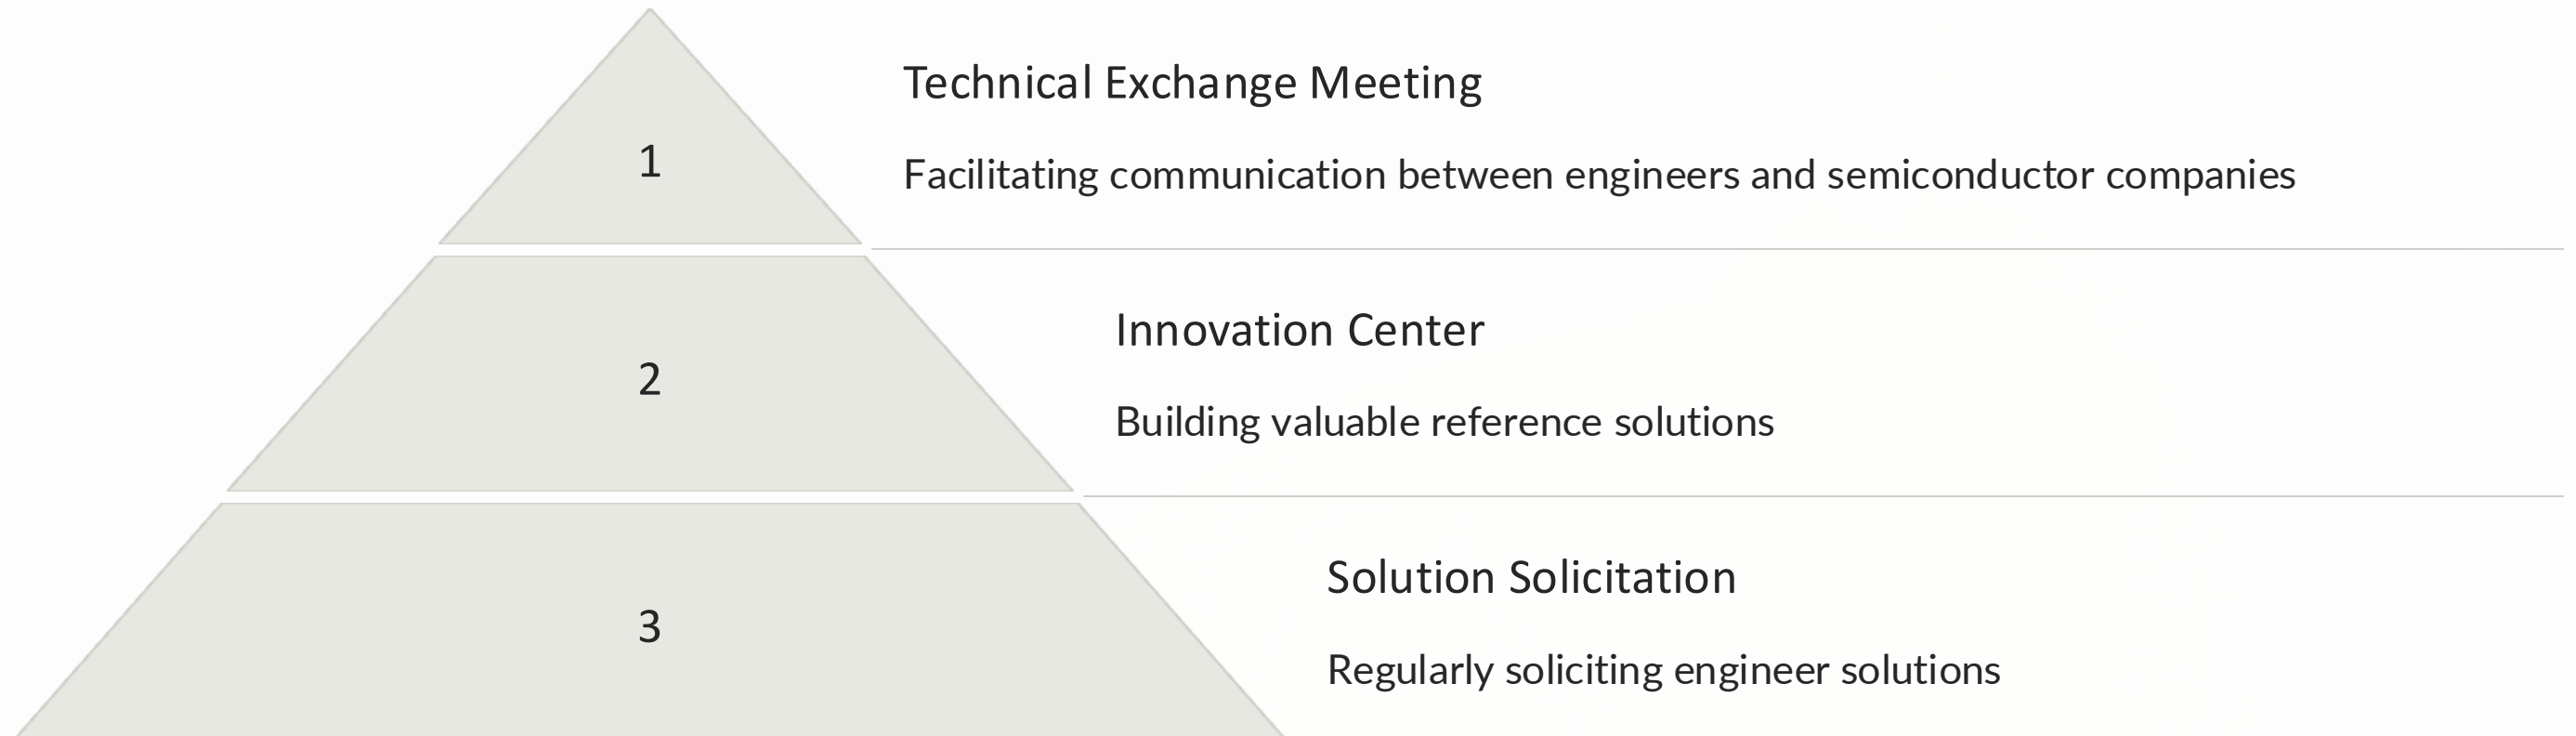 1
Technical Exchange Meeting
Facilitating communication between engineers and semiconductor companies
2
Innovation Center
Building valuable reference solutions
3
Solution Solicitation
Regularly soliciting engineer solutions